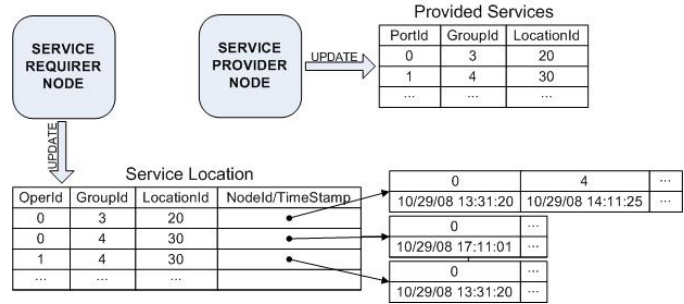 Provided Services
SERVICE
REQUIRER
NODE
SERVICE
PROVIDER
NODE
UPDATE
PortId GroupId LocationId
0 3 20
1 4 30
... ... ...
UPDATE
Service Location
OperId GroupId LocationId NodeId/TimeStamp
0 3 20
0 4 30
1 4 30
... ... ...
0 4 ...
10/29/08 13:31:20 10/29/08 14:11:25 ...
0 ...
10/29/08 17:11:01 ...
0 ...
10/29/08 13:31:20 ...